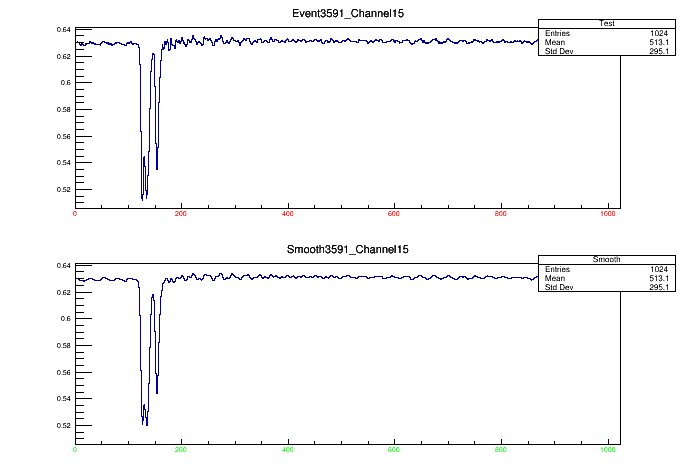 Event3591_Channel15
Test
Entries 1024
Mean 513.1
Std Dev 295.1
0.64
0.62
0.6
0.58
0.56
0.54
0.52
0 200 400 600 800 1000
Smooth3591_Channel15
Smooth
Entries 1024
Mean 513.1
Std Dev 295.1
0.64
0.62
0.6
0.58
0.56
0.54
0.52
0 200 400 600 800 1000